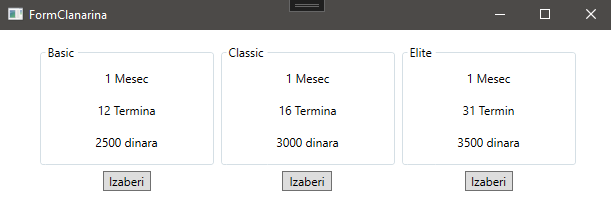 FormClanarina
Basic
1 Mesec
12 Termina
2500 dinara
Izaberi
Classic
1 Mesec
16 Termina
3000 dinara
Izaberi
Elite
1 Mesec
31 Termin
3500 dinara
Izaberi